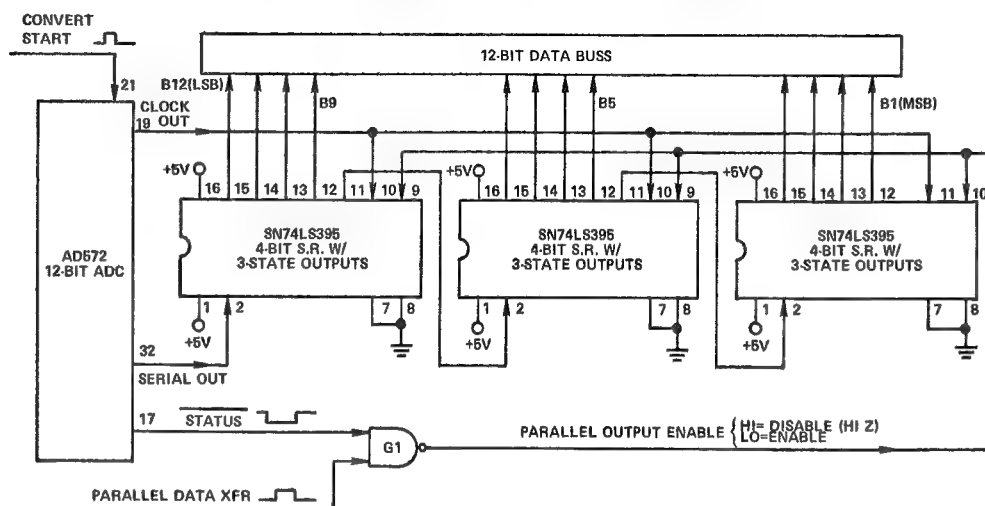 CONVERT
START
12-BIT DATA BUSS
21
B12(LSB)
B9
B5
B1(MSB)
CLOCK
19 OUT
+5V
+5V
+5V
16 15 14 13 12 11 10 9
16 15 14 13 12 11 10 9
16 15 14 13 12 11 10
AD572
12-BIT ADC
SN74LS395
4-BIT S.R. W/
3-STATE OUTPUTS
SN74LS395
4-BIT S.R. W/
3-STATE OUTPUTS
SN74LS395
4-BIT S.R. W/
3-STATE OUTPUTS
1 2 7 8
1 2 7 8
1 2 7 8
+5V
+5V
+5V
32
SERIAL OUT
17
STATUS
G1
PARALLEL OUTPUT ENABLE
HI= DISABLE (HI Z)
LO=ENABLE
PARALLEL DATA XFR